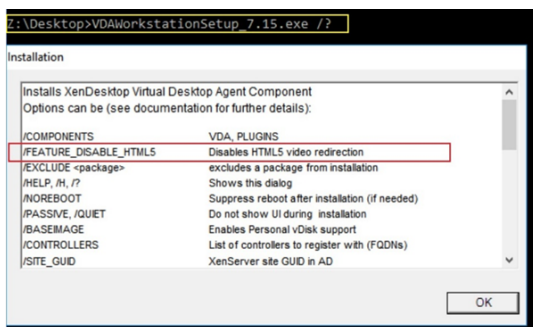 Z:\Desktop>VDAWorkstationSetup_7.15.exe /?
Installation
Installs XenDesktop Virtual Desktop Agent Component
Options can be (see documentation for further details):
/COMPONENTS VDA, PLUGINS
/FEATURE_DISABLE_HTML5 Disables HTML5 video redirection
/EXCLUDE <package> excludes a package from installation
/HELP, /H, /? Shows this dialog
/NOREBOOT Suppress reboot after installation (if needed)
/PASSIVE, /QUIET Do not show UI during installation
/BASEIMAGE Enables Personal vDisk support
/CONTROLLERS List of controllers to register with (FQDNs)
/SITE_GUID XenServer site GUID in AD
OK